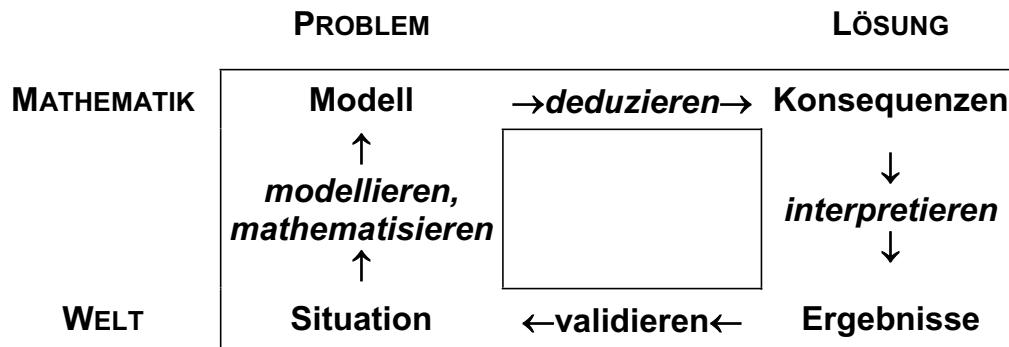 PROBLEM LÖSUNG
MATHEMATIK Modell →deduzieren→ Konsequenzen
↑ ↓
modellieren,
mathematisieren interpretieren
↑ ↓
WELT Situation ←validieren← Ergebnisse